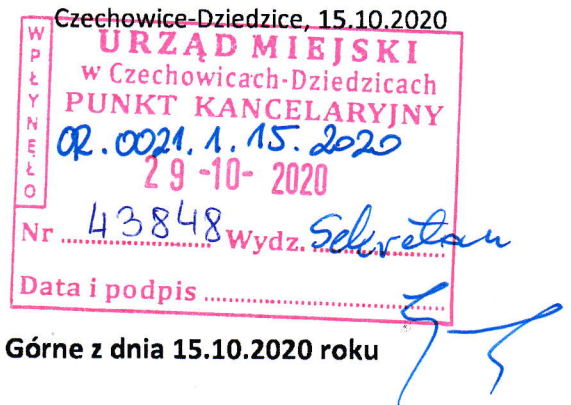 Czechowice-Dziedzice, 15.10.2020
WPŁYNĘŁO
URZĄD MIEJSKI
w Czechowicach-Dziedzicach
PUNKT KANCELARYJNY
OR.0021.1.15.2020
29 -10- 2020
Nr 43848 Wydz. Sekretarz
Data i podpis
Górne z dnia 15.10.2020 roku